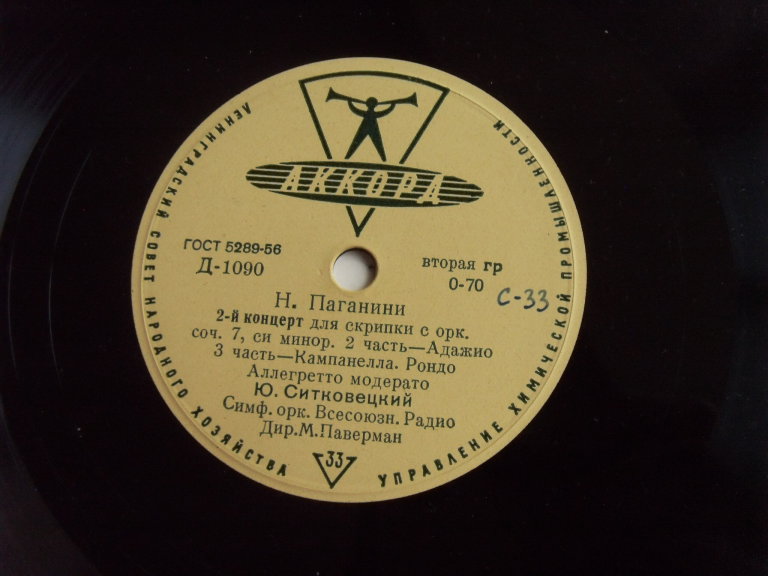 ЛЕНИНГРАДСКИЙ СОВЕТ НАРОДНОГО ХОЗЯЙСТВА
УПРАВЛЕНИЕ ХИМИЧЕСКОЙ ПРОМЫШЛЕННОСТИ
АККОРД
ГОСТ 5289-56
Д-1090
вторая гр
0-70
С-33
Н. Паганини
2-й концерт для скрипки с орк.
соч. 7, си минор. 2 часть—Адажио
3 часть—Кампанелла. Рондо
Аллегретто модерато
Ю. Ситковецкий
Симф. орк. Всесоюзн. Радио
Дир.М.Паверман
33